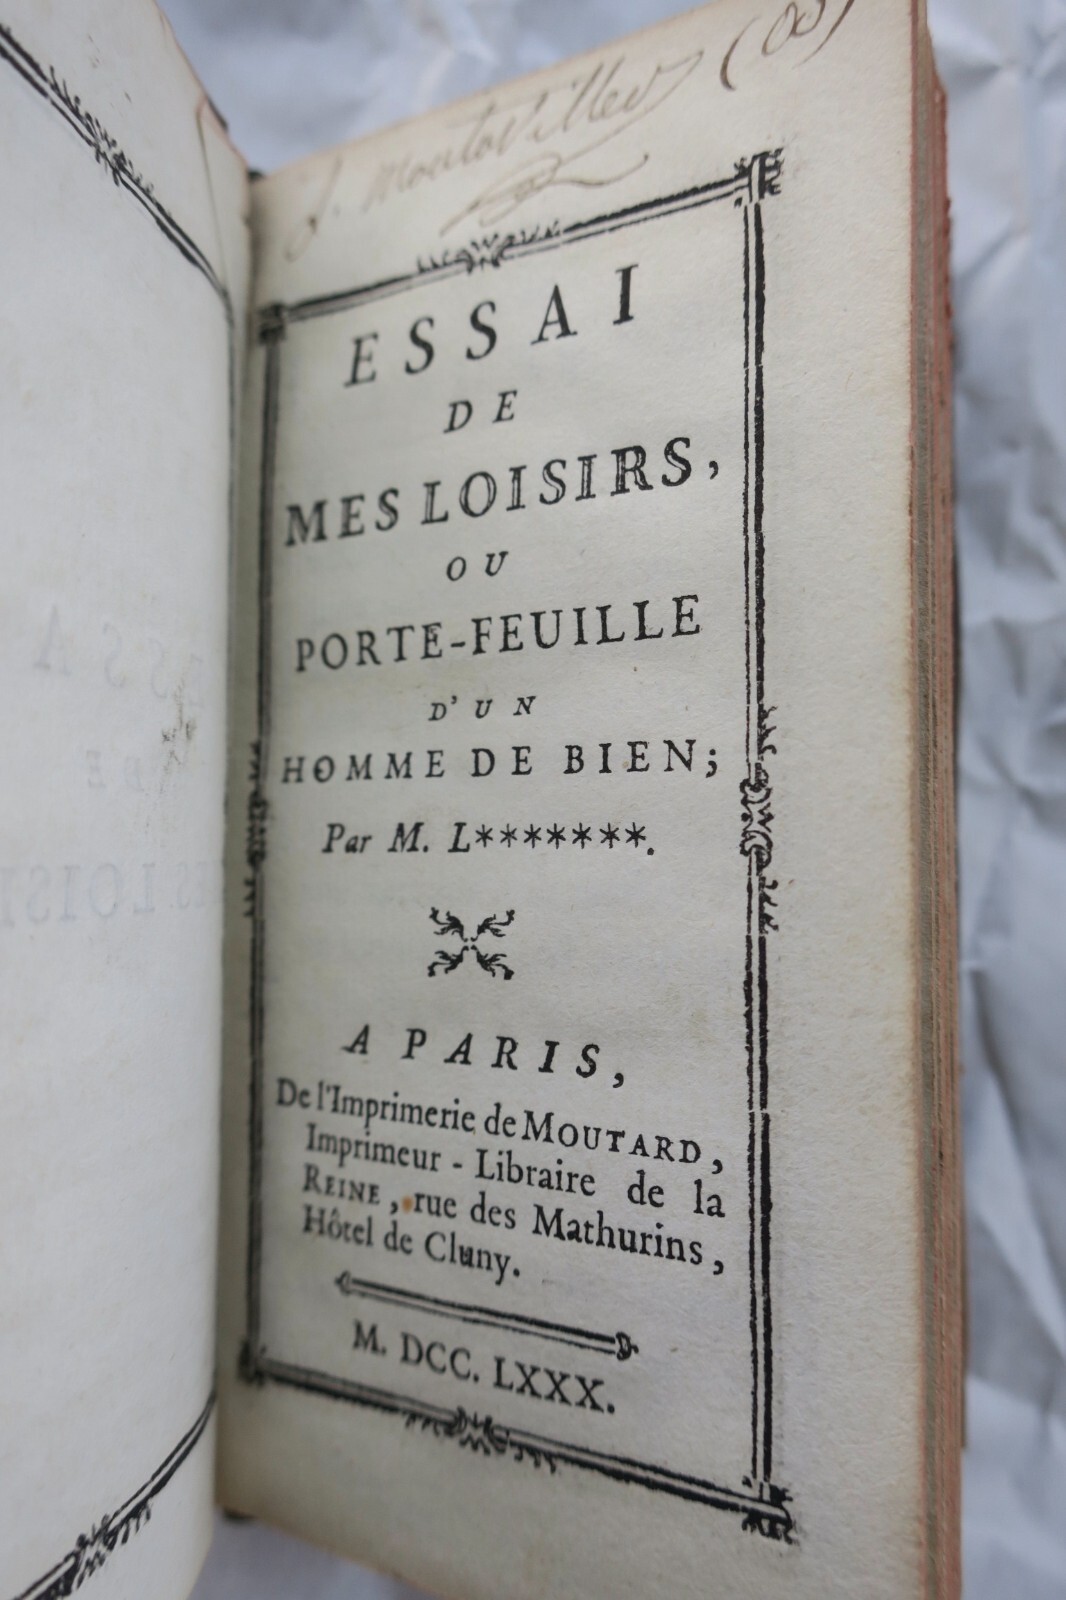 ESSAI
DE
MES LOISIRS,
OU
PORTE-FEUILLE
D'UN
HOMME DE BIEN;
Par M. L*******.
A PARIS,
De l'Imprimerie de MOUTARD,
Imprimeur-Libraire de la
REINE, rue des Mathurins,
Hôtel de Cluny.
M. DCC. LXXX.